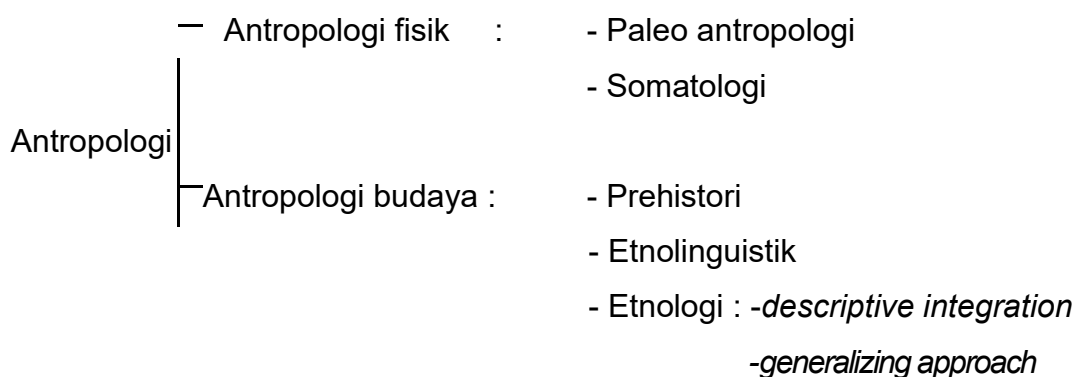 Antropologi fisik : - Paleo antropologi
- Somatologi
Antropologi
Antropologi budaya : - Prehistori
- Etnolinguistik
- Etnologi : -descriptive integration
-generalizing approach